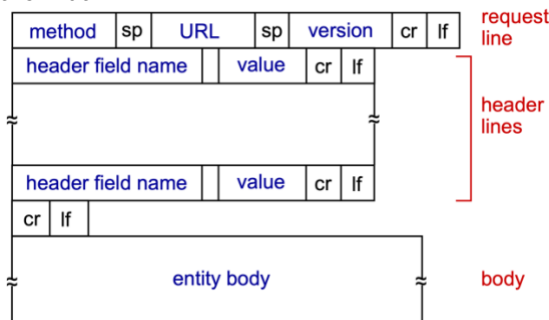 method sp URL sp version cr lf request line
header field name value cr lf
header lines
header field name value cr lf
cr lf
entity body body